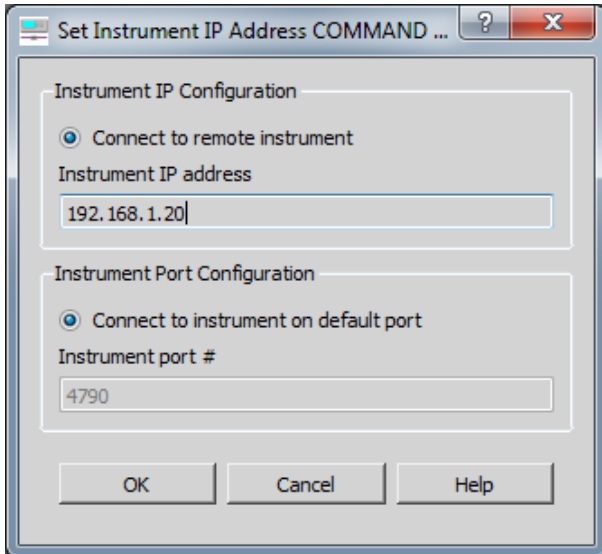 Set Instrument IP Address COMMAND ...
?
X
Instrument IP Configuration
Connect to remote instrument
Instrument IP address
192.168.1.20
Instrument Port Configuration
Connect to instrument on default port
Instrument port #
4790
OK Cancel Help